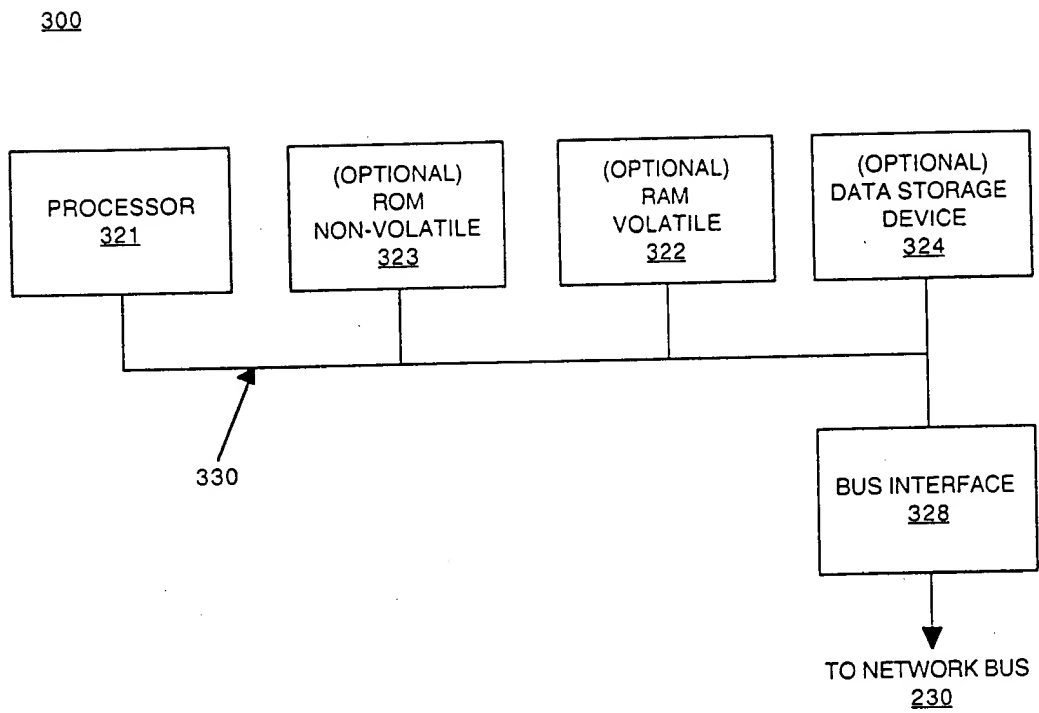 300
PROCESSOR
321
(OPTIONAL)
ROM
NON-VOLATILE
323
(OPTIONAL)
RAM
VOLATILE
322
(OPTIONAL)
DATA STORAGE
DEVICE
324
330
BUS INTERFACE
328
TO NETWORK BUS
230